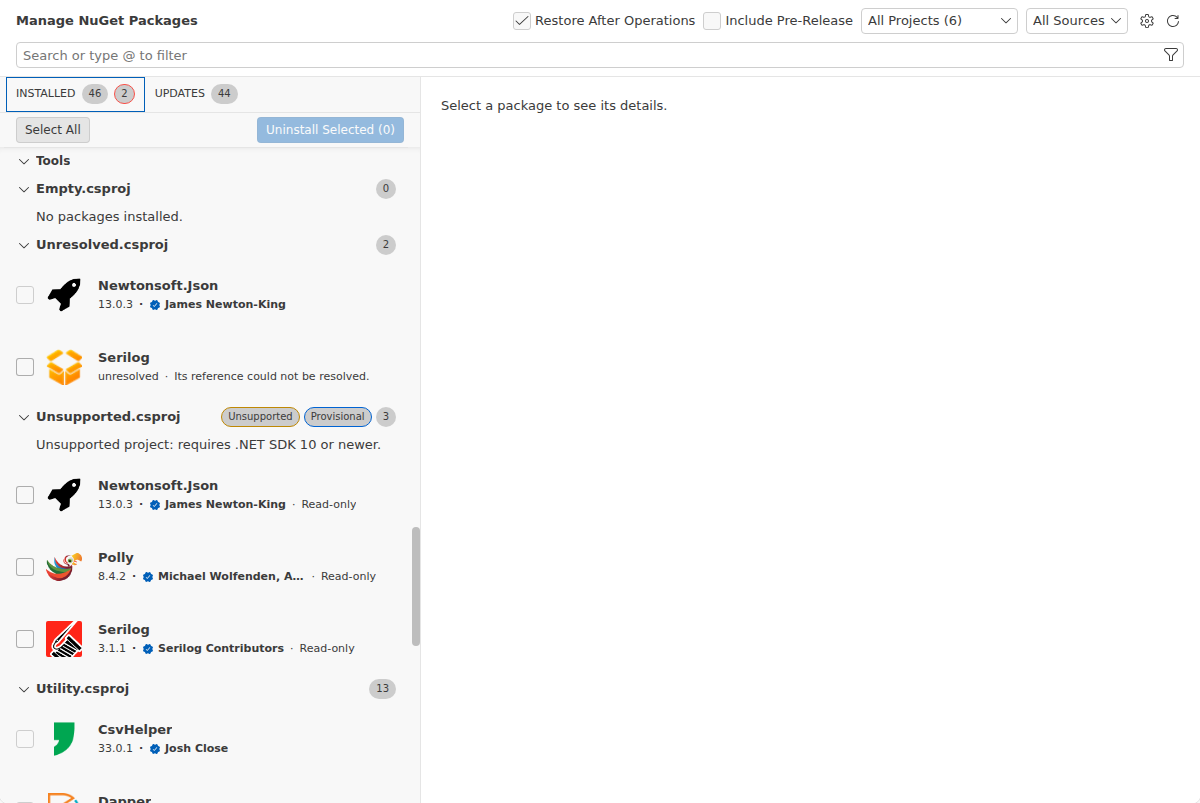 Manage NuGet Packages
Restore After Operations
Include Pre-Release
All Projects (6)
All Sources
Search or type @ to filter
INSTALLED 46 2 UPDATES 44
Select All
Uninstall Selected (0)
Select a package to see its details.
Tools
Empty.csproj 0
No packages installed.
Unresolved.csproj 2
Newtonsoft.Json
13.0.3 · James Newton-King
Serilog
unresolved · Its reference could not be resolved.
Unsupported.csproj Unsupported Provisional 3
Unsupported project: requires .NET SDK 10 or newer.
Newtonsoft.Json
13.0.3 · James Newton-King · Read-only
Polly
8.4.2 · Michael Wolfenden, A... · Read-only
Serilog
3.1.1 · Serilog Contributors · Read-only
Utility.csproj 13
CsvHelper
33.0.1 · Josh Close
Dapper